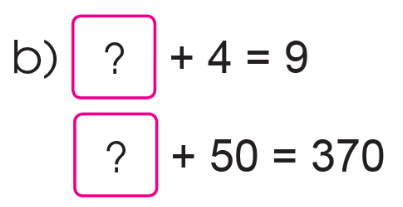 b) ? + 4 = 9
? + 50 = 370